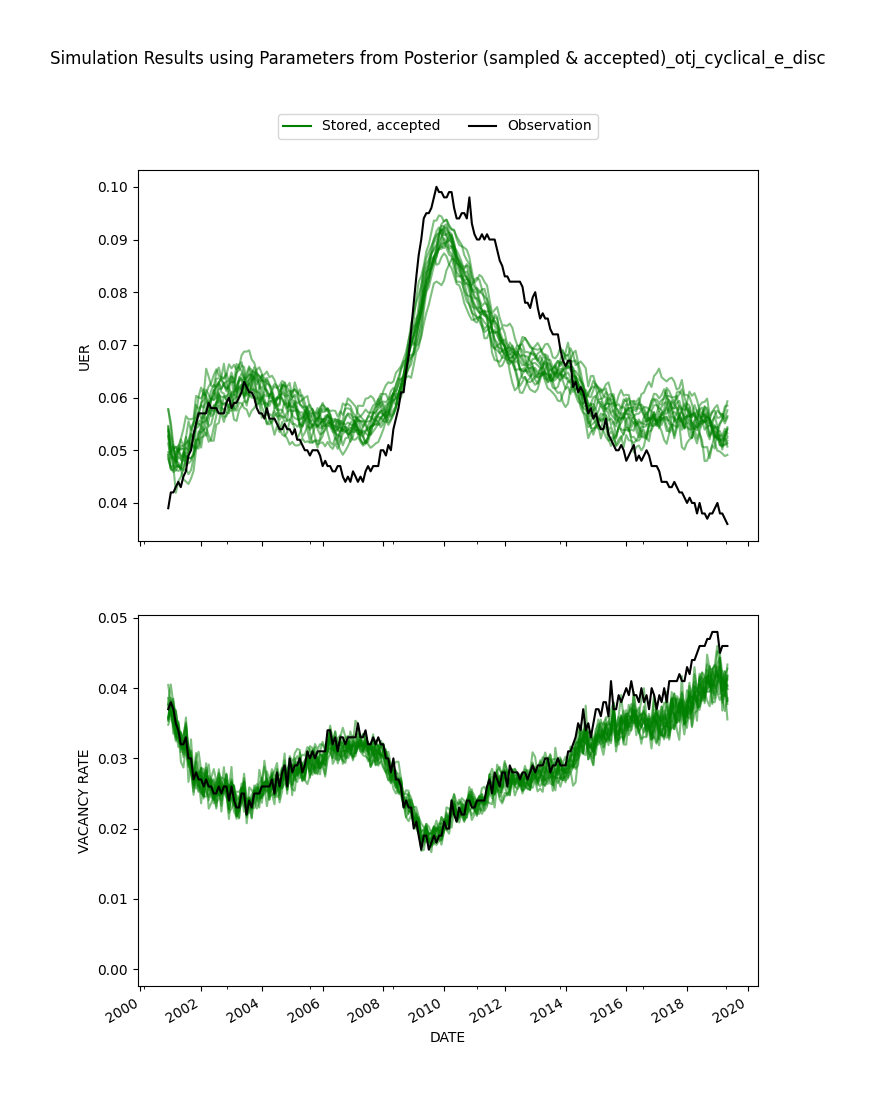 Simulation Results using Parameters from Posterior (sampled & accepted)_otj_cyclical_e_disc
Stored, accepted Observation
0.10
0.09
0.08
0.07
0.06
0.05
0.04
UER
0.05
0.04
0.03
0.02
0.01
0.00
VACANCY RATE
2000 2002 2004 2006 2008 2010 2012 2014 2016 2018 2020
DATE